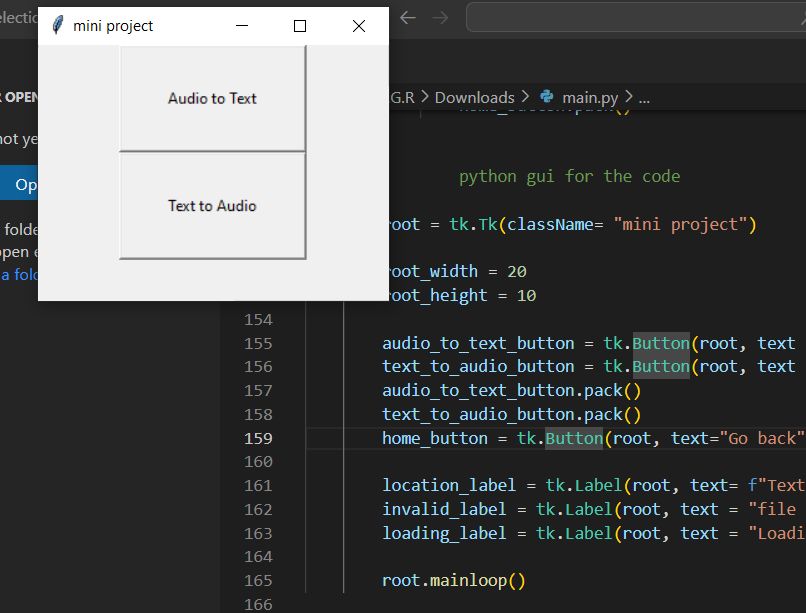 mini project
Audio to Text
Text to Audio
G.R > Downloads > main.py > ...
OPEN
not ye
Op
folde
open e
a fold
python gui for the code
root = tk.Tk(className= "mini project")
root_width = 20
root_height = 10
154
155 audio_to_text_button = tk.Button(root, text
156 text_to_audio_button = tk.Button(root, text
157 audio_to_text_button.pack()
158 text_to_audio_button.pack()
159 home_button = tk.Button(root, text="Go back"
160
161 location_label = tk.Label(root, text= f"Text
162 invalid_label = tk.Label(root, text = "file
163 loading_label = tk.Label(root, text = "Loadi
164
165 root.mainloop()
166